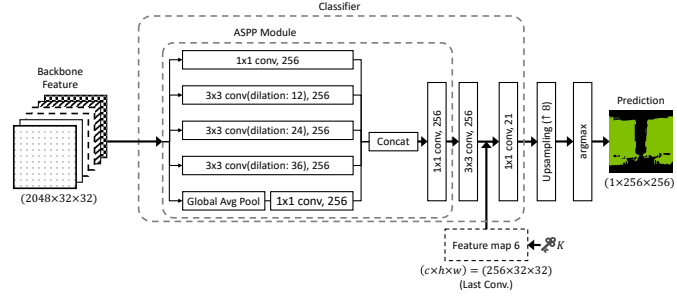 Classifier
ASPP Module
Backbone
Feature
(2048×32×32)
1x1 conv, 256
3x3 conv(dilation: 12), 256
3x3 conv(dilation: 24), 256
3x3 conv(dilation: 36), 256
Global Avg Pool
1x1 conv, 256
Concat
1x1 conv, 256
3x3 conv, 256
1x1 conv, 21
Upsampling (↑ 8)
argmax
Prediction
(1×256×256)
Feature map 6
K
(c×h×w) = (256×32×32)
(Last Conv.)